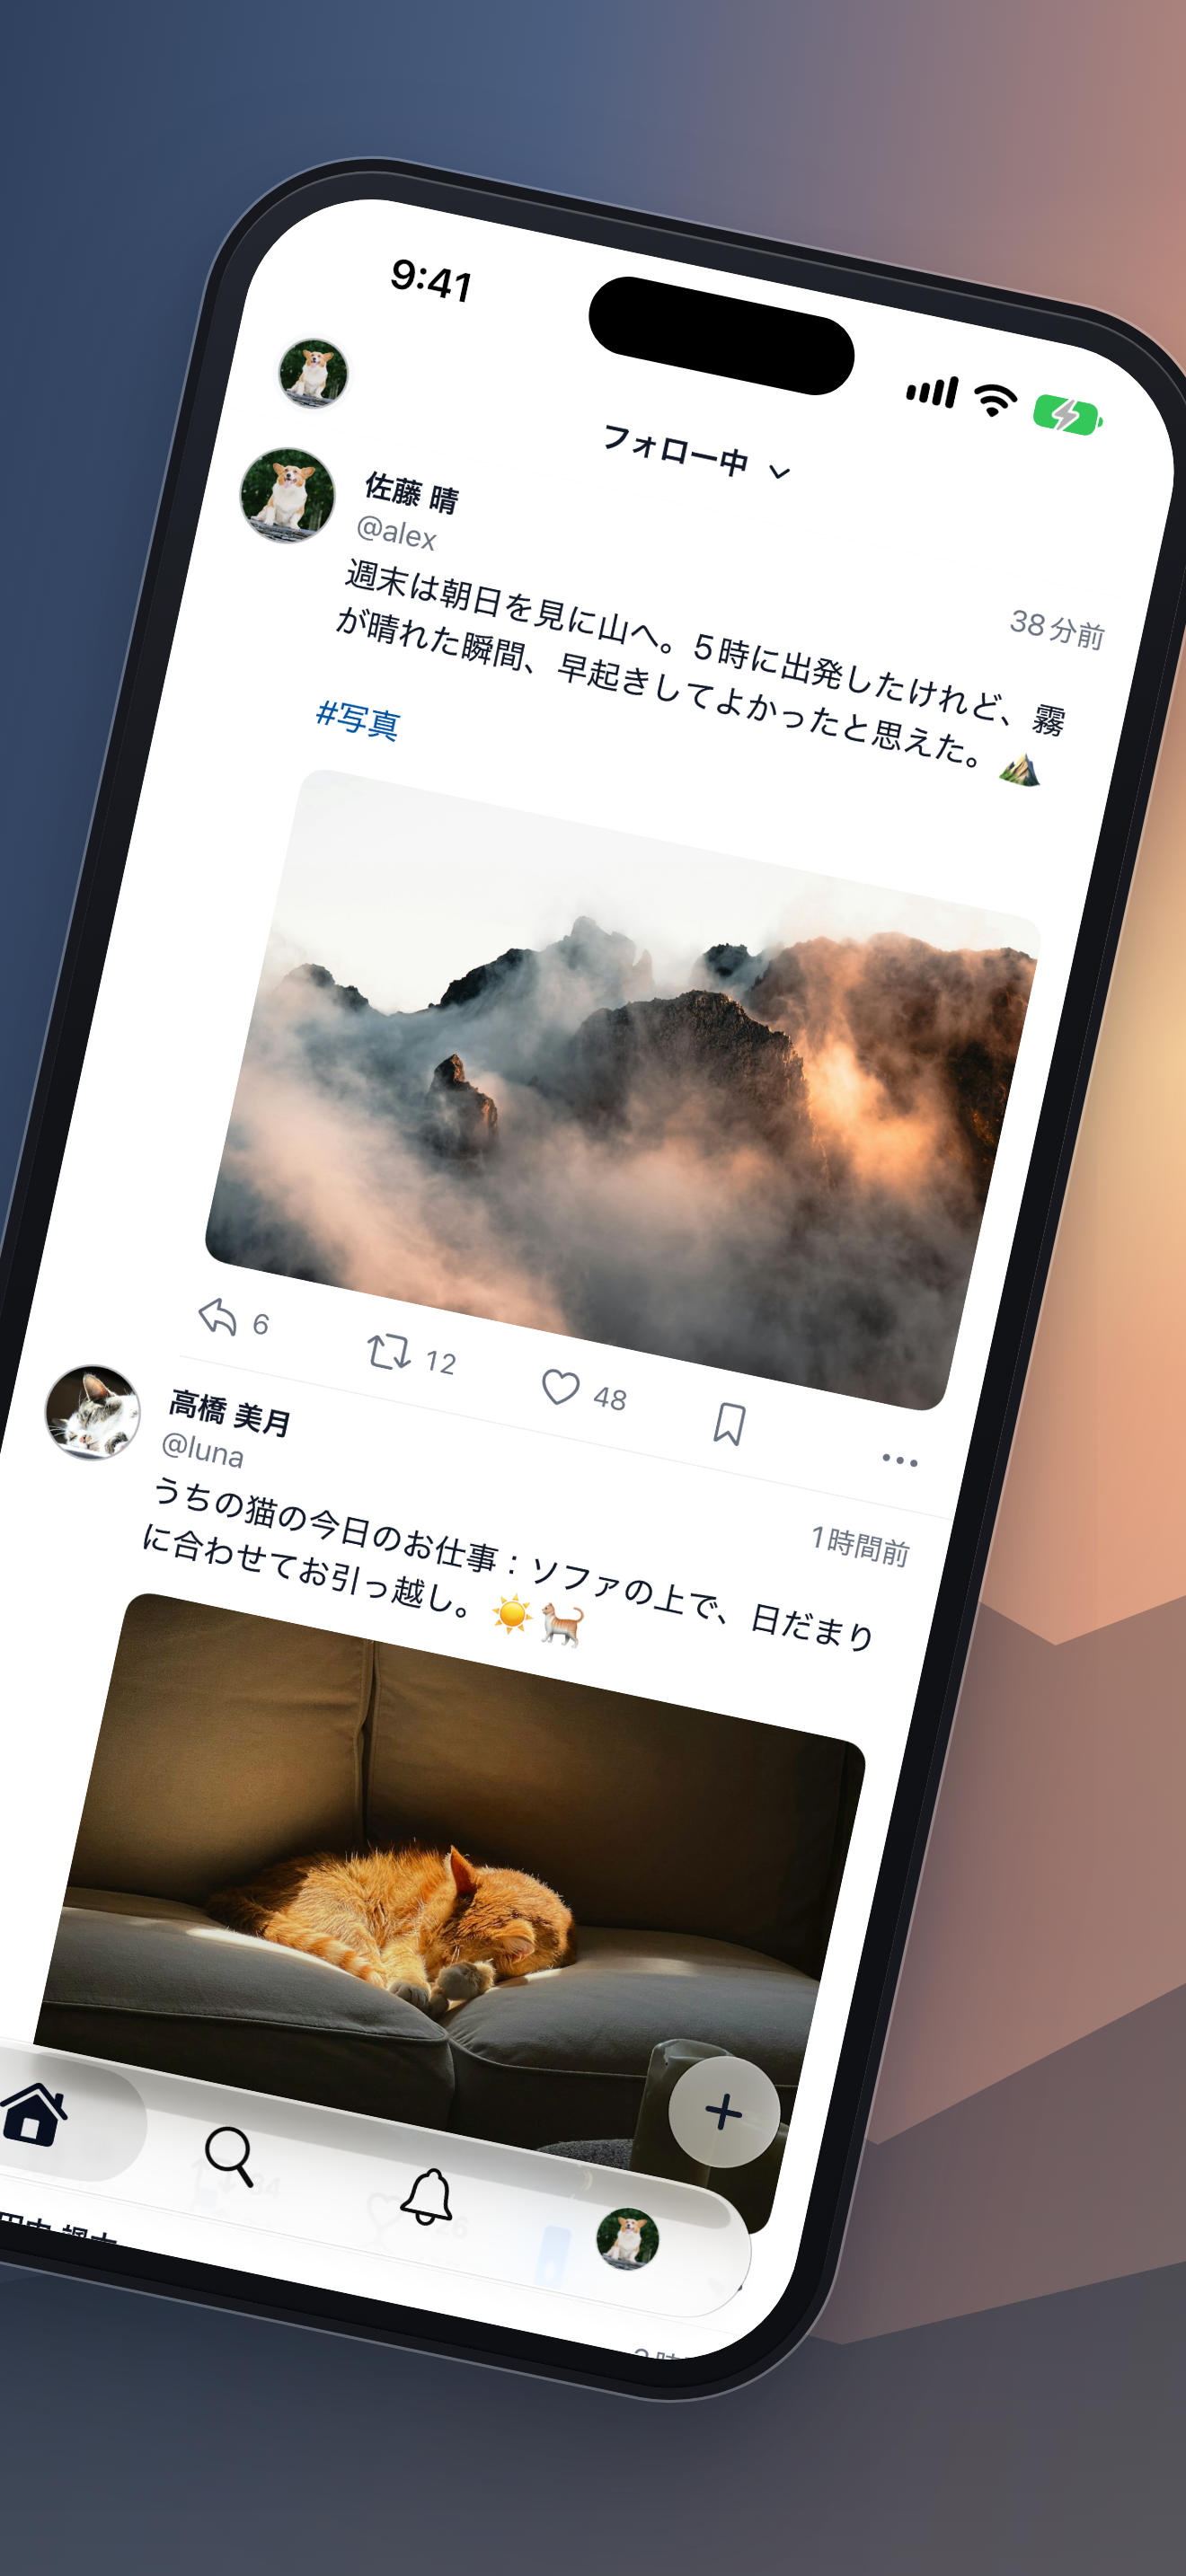 9:41
フォロー中
佐藤 晴
@alex
38分前
週末は朝日を見に山へ。5時に出発したけれど、霧
が晴れた瞬間、早起きしてよかったと思えた。⛰️
#写真
6
12
48
高橋 美月
@luna
1時間前
うちの猫の今日のお仕事：ソファの上で、日だまり
に合わせてお引っ越し。☀️🐈